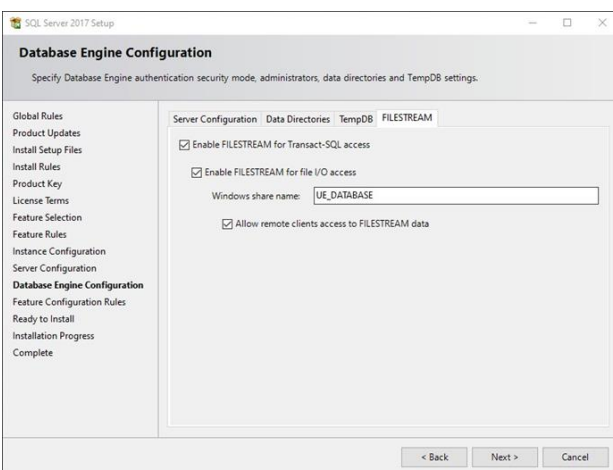 SQL Server 2017 Setup
Database Engine Configuration
Specify Database Engine authentication security mode, administrators, data directories and TempDB settings.
Global Rules
Product Updates
Install Setup Files
Install Rules
Product Key
License Terms
Feature Selection
Feature Rules
Instance Configuration
Server Configuration
Database Engine Configuration
Feature Configuration Rules
Ready to Install
Installation Progress
Complete
Server Configuration Data Directories TempDB FILESTREAM
Enable FILESTREAM for Transact-SQL access
Enable FILESTREAM for file I/O access
Windows share name: UE_DATABASE
Allow remote clients access to FILESTREAM data
< Back Next > Cancel